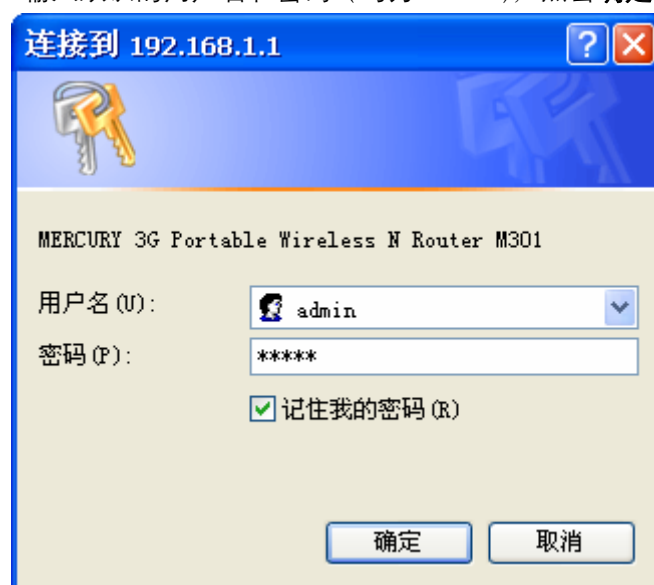 连接到 192.168.1.1
MERCURY 3G Portable Wireless N Router M301
用户名(U):
admin
密码(P):
*****
记住我的密码(R)
确定
取消